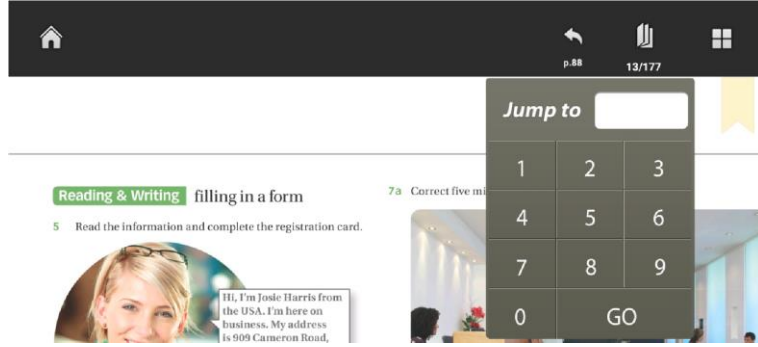 p.88
13/177
Jump to
1 2 3
4 5 6
7 8 9
0 GO
Reading & Writing filling in a form
5 Read the information and complete the registration card.
Hi, I'm Josie Harris from
the USA. I'm here on
business. My address
is 909 Cameron Road,
7a Correct five mi